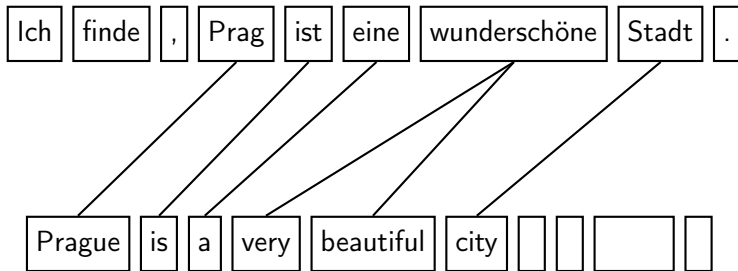 Ich finde , Prag ist eine wunderschöne Stadt .
Prague is a very beautiful city